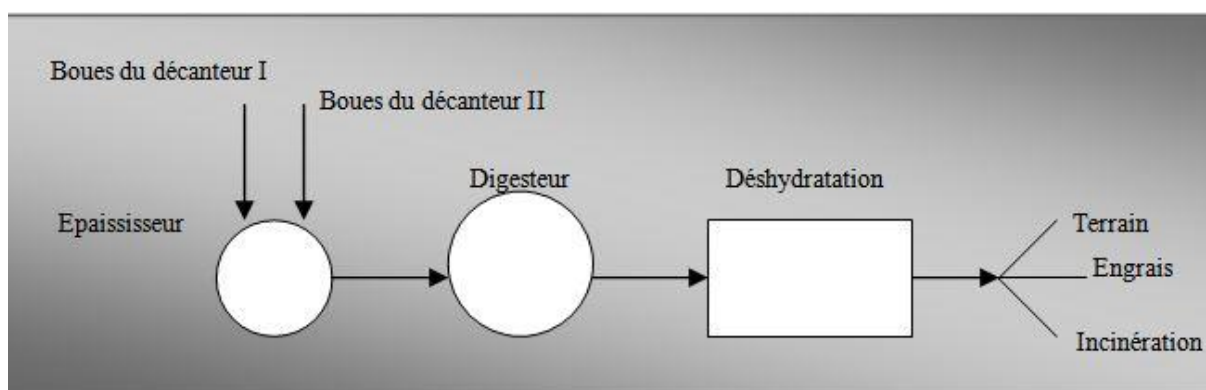 Boues du décanteur I
Boues du décanteur II
Digesteur
Déshydratation
Epaississeur
Terrain
Engrais
Incinération